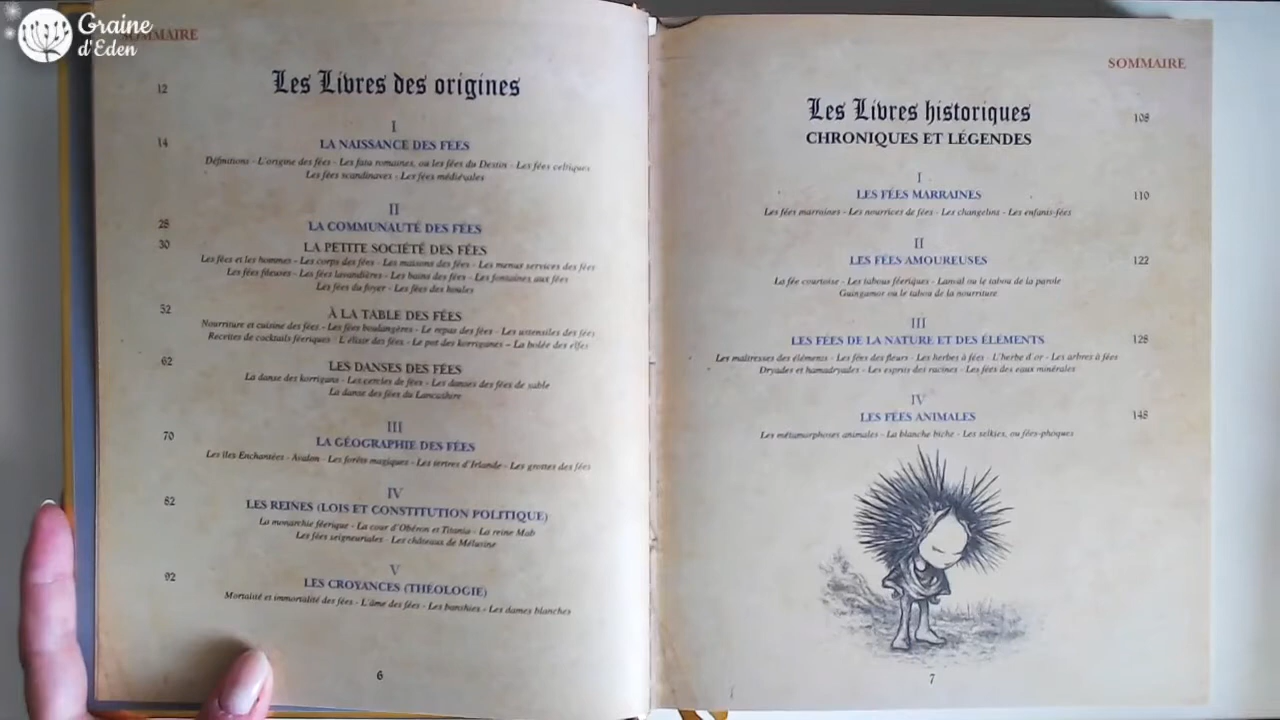 Graine
d'Eden
SOMMAIRE
12
Les Livres des origines
I
14
LA NAISSANCE DES FÉES
Définitions - L'origine des fées - Les fata romaines, ou les fées du Destin - Les fées celtiques
Les fées scandinaves - Les fées médiévales
II
28
LA COMMUNAUTÉ DES FÉES
30
LA PETITE SOCIÉTÉ DES FÉES
Les fées et les hommes - Les corps des fées - Les maisons des fées - Les menus services des fées
Les fées fileuses - Les fées lavandières - Les bains des fées - Les fontaines aux fées
Les fées du foyer - Les fées des houles
52
À LA TABLE DES FÉES
Nourriture et cuisine des fées - Les fées boulangères - Le repas des fées - Les ustensiles des fées
Recettes de cocktails féeriques - L'élixir des fées - Le pot des korriganes - La bolée des elfes
62
LES DANSES DES FÉES
La danse des korrigans - Les cercles de fées - Les danses des fées de sable
La danse des fées du Lancashire
III
70
LA GÉOGRAPHIE DES FÉES
Les îles Enchantées - Avalon - Les forêts magiques - Les tertres d'Irlande - Les grottes des fées
IV
82
LES REINES (LOIS ET CONSTITUTION POLITIQUE)
La monarchie féerique - La cour d'Obéron et Titania - La reine Mab
Les fées seigneuriales - Les châteaux de Mélusine
V
92
LES CROYANCES (THÉOLOGIE)
Mortalité et immortalité des fées - L'âme des fées - Les banshies - Les dames blanches
6
SOMMAIRE
Les Livres historiques
108
CHRONIQUES ET LÉGENDES
I
LES FÉES MARRAINES
110
Les fées marraines - Les nourrices de fées - Les changelins - Les enfants-fées
II
LES FÉES AMOUREUSES
122
La fée courtoise - Les tabous féeriques - Lanval ou le tabou de la parole
Guingamor ou le tabou de la nourriture
III
LES FÉES DE LA NATURE ET DES ÉLÉMENTS
128
Les maîtresses des éléments - Les fées des fleurs - Les herbes à fées - L'herbe d'or - Les arbres à fées
Dryades et hamadryades - Les esprits des racines - Les fées des eaux minérales
IV
LES FÉES ANIMALES
148
Les métamorphoses animales - La blanche biche - Les selkies, ou fées-phoques
7